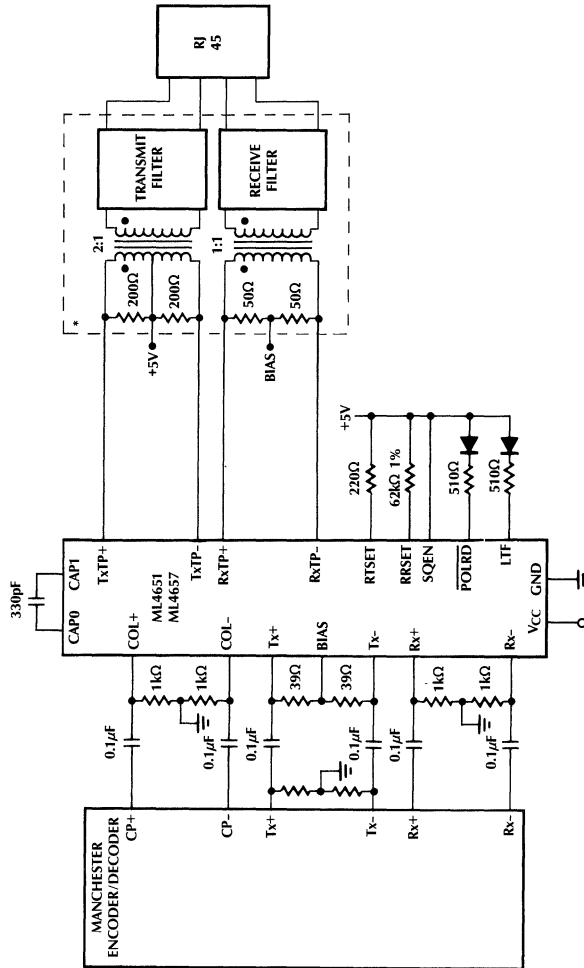 MANCHESTER
ENCODER/DECODER
CP+
CP-
Tx+
Tx-
Rx+
Rx-
0.1µF
0.1µF
0.1µF
0.1µF
0.1µF
0.1µF
1kΩ
1kΩ
39Ω
39Ω
1kΩ
1kΩ
330pF
CAP0
CAP1
COL+
COL-
Tx+
BIAS
Tx-
Rx+
Rx-
ML4651
ML4657
TxTP+
TxTP-
RxTP+
RxTP-
RTSET
RRSET
SQEN
POLRD
LTF
VCC
GND
220Ω
62kΩ 1%
510Ω
510Ω
+5V
*
+5V
200Ω
200Ω
2:1
BIAS
50Ω
50Ω
1:1
TRANSMIT
FILTER
RECEIVE
FILTER
RJ
45